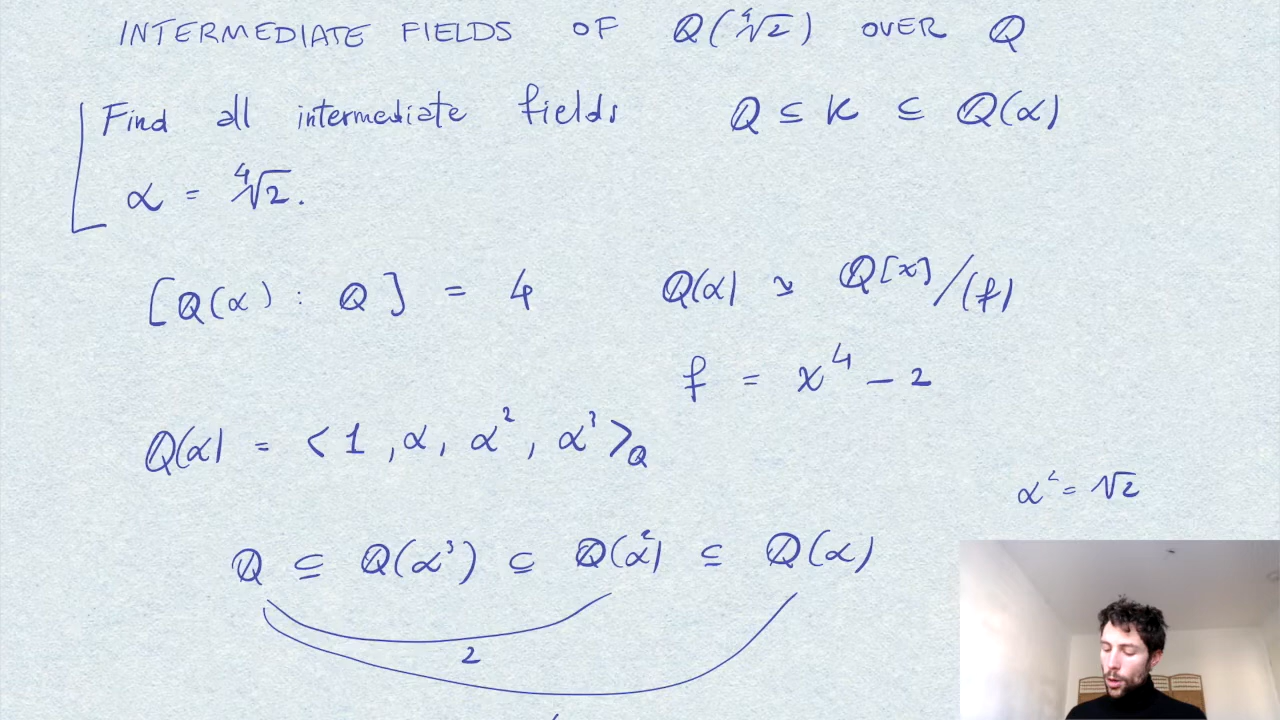 INTERMEDIATE FIELDS OF ℚ(∜2) OVER ℚ
Find all intermediate fields ℚ ⊆ K ⊆ ℚ(α)
α = ∜2.
[ℚ(α) : ℚ] = 4 ℚ(α) ≃ ℚ[x]/(f)
f = x⁴ - 2
ℚ(α) = <1, α, α², α³>_ℚ
α² = √2
ℚ ⊆ ℚ(α³) ⊆ ℚ(α²) ⊆ ℚ(α)
2